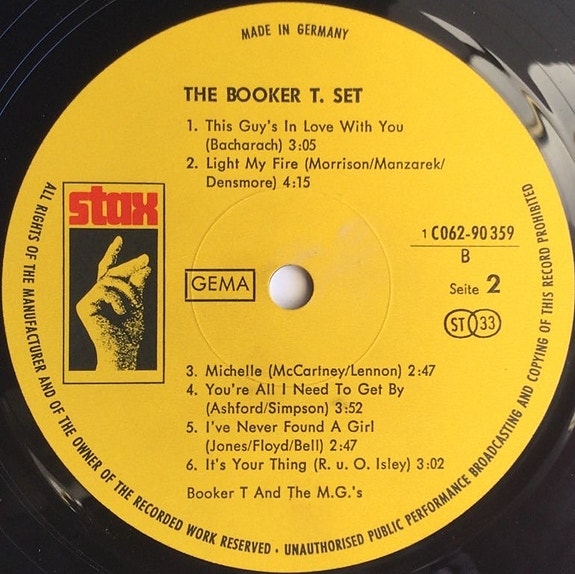 MADE IN GERMANY
THE BOOKER T. SET
1. This Guy's In Love With You
(Bacharach) 3:05
2. Light My Fire (Morrison/Manzarek/
Densmore) 4:15
stax
1 C062-90 359
B
GEMA
Seite 2
ST 33
3. Michelle (McCartney/Lennon) 2:47
4. You're All I Need To Get By
(Ashford/Simpson) 3:52
5. I've Never Found A Girl
(Jones/Floyd/Bell) 2:47
6. It's Your Thing (R. u. O. Isley) 3:02
Booker T And The M.G.'s
ALL RIGHTS OF THE MANUFACTURER AND OF THE OWNER OF THE RECORDED WORK RESERVED · UNAUTHORISED PUBLIC PERFORMANCE BROADCASTING AND COPYING OF THIS RECORD PROHIBITED